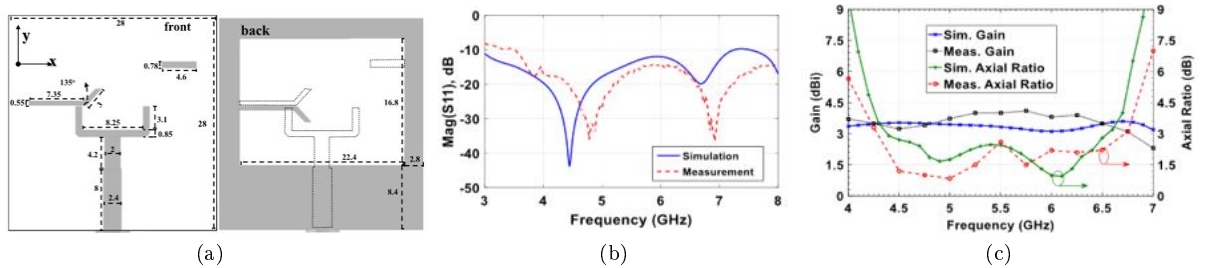 28
front
y
x
0.78
4.6
135°
7.35
0.55
8.25
3.1
0.85
28
4.2
2
8
2.4
back
16.8
22.4
2.8
8.4
(a)
0
-10
-20
-30
-40
-50
Mag(S11), dB
Simulation
Measurement
3 4 5 6 7 8
Frequency (GHz)
(b)
9
7.5
6
4.5
3
1.5
0
Gain (dBi)
Sim. Gain
Meas. Gain
Sim. Axial Ratio
Meas. Axial Ratio
9
7.5
6
4.5
3
1.5
0
Axial Ratio (dB)
4 4.5 5 5.5 6 6.5 7
Frequency (GHz)
(c)